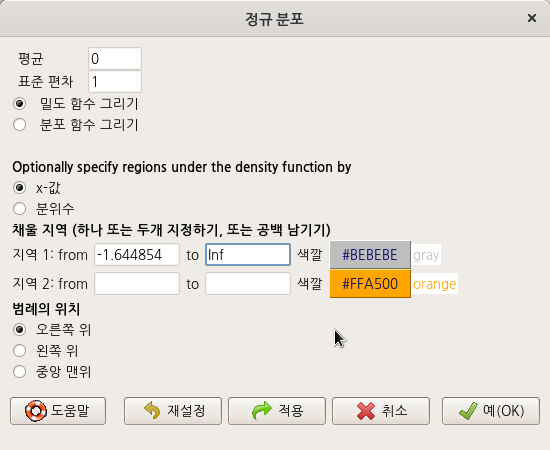 정규 분포
평균 0
표준 편차 1
밀도 함수 그리기
분포 함수 그리기
Optionally specify regions under the density function by
x-값
분위수
채울 지역 (하나 또는 두개 지정하기, 또는 공백 남기기)
지역 1: from -1.644854 to Inf 색깔 #BEBEBE gray
지역 2: from to 색깔 #FFA500 orange
범례의 위치
오른쪽 위
왼쪽 위
중앙 맨위
도움말 재설정 적용 취소 예(OK)